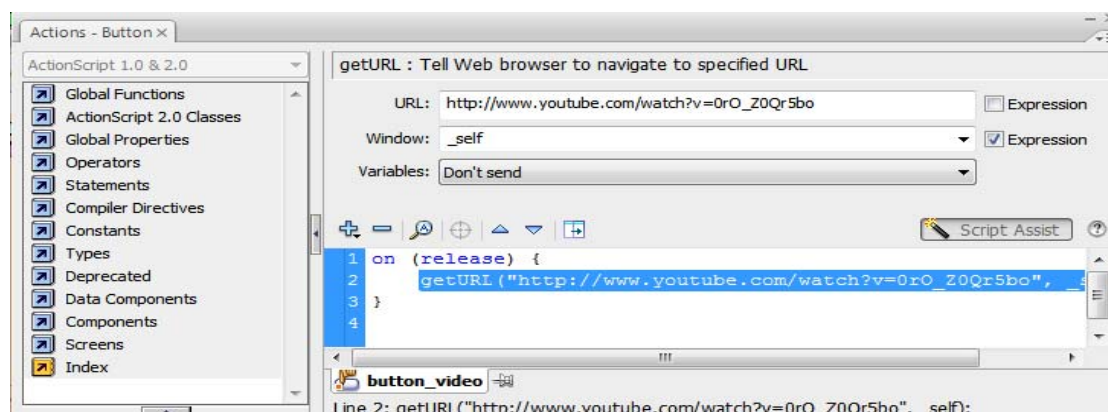 Actions - Button ×
ActionScript 1.0 & 2.0
Global Functions
ActionScript 2.0 Classes
Global Properties
Operators
Statements
Compiler Directives
Constants
Types
Deprecated
Data Components
Components
Screens
Index
getURL : Tell Web browser to navigate to specified URL
URL: http://www.youtube.com/watch?v=0rO_Z0Qr5bo Expression
Window: _self Expression
Variables: Don't send
Script Assist ?
1 on (release) {
2 getURL("http://www.youtube.com/watch?v=0rO_Z0Qr5bo", _s
3 }
4
button_video
Line 2: getURL("http://www.youtube.com/watch?v=0rO_Z0Qr5bo", _self);